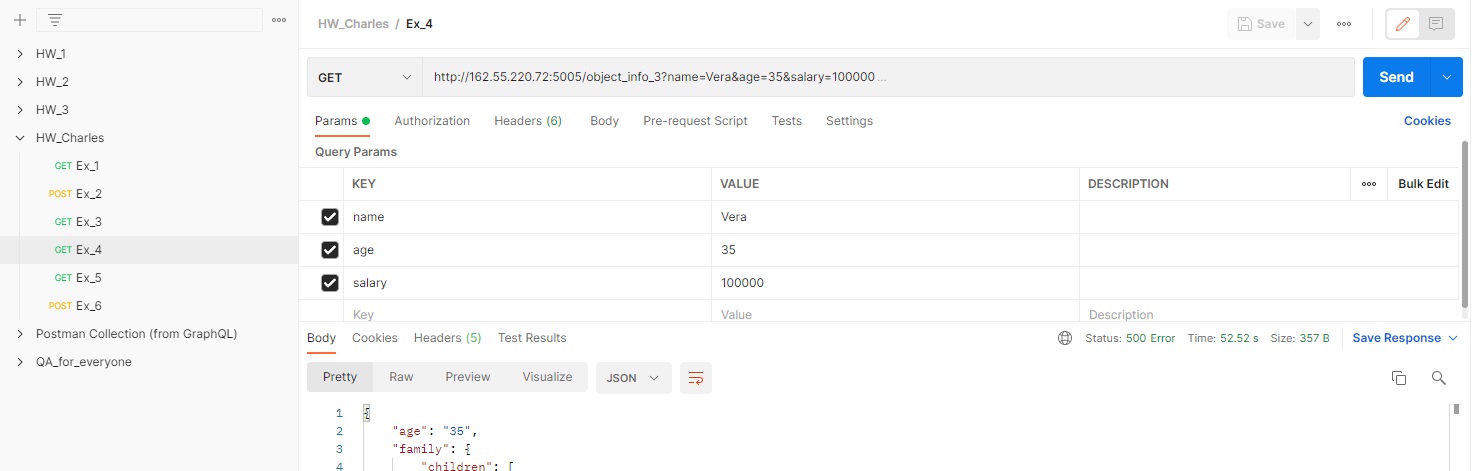 HW_1
HW_2
HW_3
HW_Charles
GET Ex_1
POST Ex_2
GET Ex_3
GET Ex_4
GET Ex_5
POST Ex_6
Postman Collection (from GraphQL)
QA_for_everyone
HW_Charles / Ex_4
Save
GET http://162.55.220.72:5005/object_info_3?name=Vera&age=35&salary=100000 ...
Send
Params Authorization Headers (6) Body Pre-request Script Tests Settings Cookies
Query Params
KEY VALUE DESCRIPTION Bulk Edit
name Vera
age 35
salary 100000
Key Value Description
Body Cookies Headers (5) Test Results Status: 500 Error Time: 52.52 s Size: 357 B Save Response
Pretty Raw Preview Visualize JSON
1 {
2 "age": "35",
3 "family": {
4 "children": [